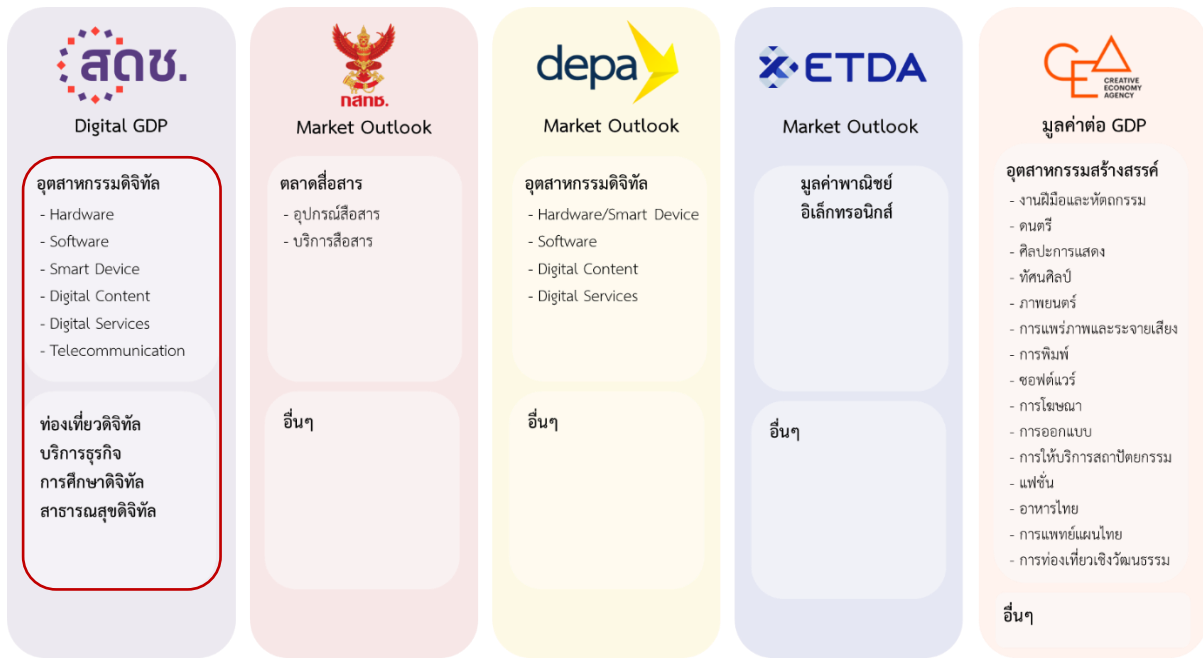 สดช.
Digital GDP
อุตสาหกรรมดิจิทัล
- Hardware
- Software
- Smart Device
- Digital Content
- Digital Services
- Telecommunication
ท่องเที่ยวดิจิทัล
บริการธุรกิจ
การศึกษาดิจิทัล
สาธารณสุขดิจิทัล
กสทช.
Market Outlook
ตลาดสื่อสาร
- อุปกรณ์สื่อสาร
- บริการสื่อสาร
อื่นๆ
depa
Market Outlook
อุตสาหกรรมดิจิทัล
- Hardware/Smart Device
- Software
- Digital Content
- Digital Services
อื่นๆ
ETDA
Market Outlook
มูลค่าพาณิชย์
อิเล็กทรอนิกส์
อื่นๆ
CEA
CREATIVE
ECONOMY
AGENCY
มูลค่าต่อ GDP
อุตสาหกรรมสร้างสรรค์
- งานฝีมือและหัตถกรรม
- ดนตรี
- ศิลปะการแสดง
- ทัศนศิลป์
- ภาพยนตร์
- การแพร่ภาพและระจายเสียง
- การพิมพ์
- ซอฟต์แวร์
- การโฆษณา
- การออกแบบ
- การให้บริการสถาปัตยกรรม
- แฟชั่น
- อาหารไทย
- การแพทย์แผนไทย
- การท่องเที่ยวเชิงวัฒนธรรม
อื่นๆ